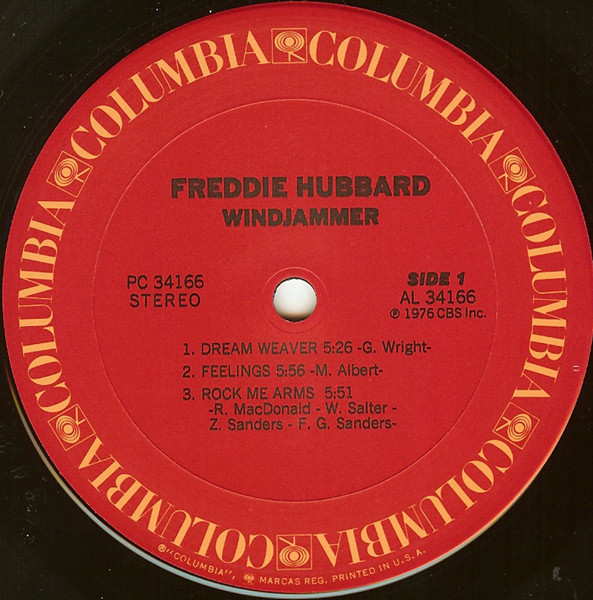 COLUMBIA COLUMBIA COLUMBIA COLUMBIA COLUMBIA COLUMBIA COLUMBIA COLUMBIA
FREDDIE HUBBARD
WINDJAMMER
PC 34166
STEREO
SIDE 1
AL 34166
℗ 1976 CBS Inc.
1. DREAM WEAVER 5:26 -G. Wright-
2. FEELINGS 5:56 -M. Albert-
3. ROCK ME ARMS 5:51
-R. MacDonald - W. Salter -
Z. Sanders - F. G. Sanders-
®"COLUMBIA", MARCAS REG. PRINTED IN U.S.A.